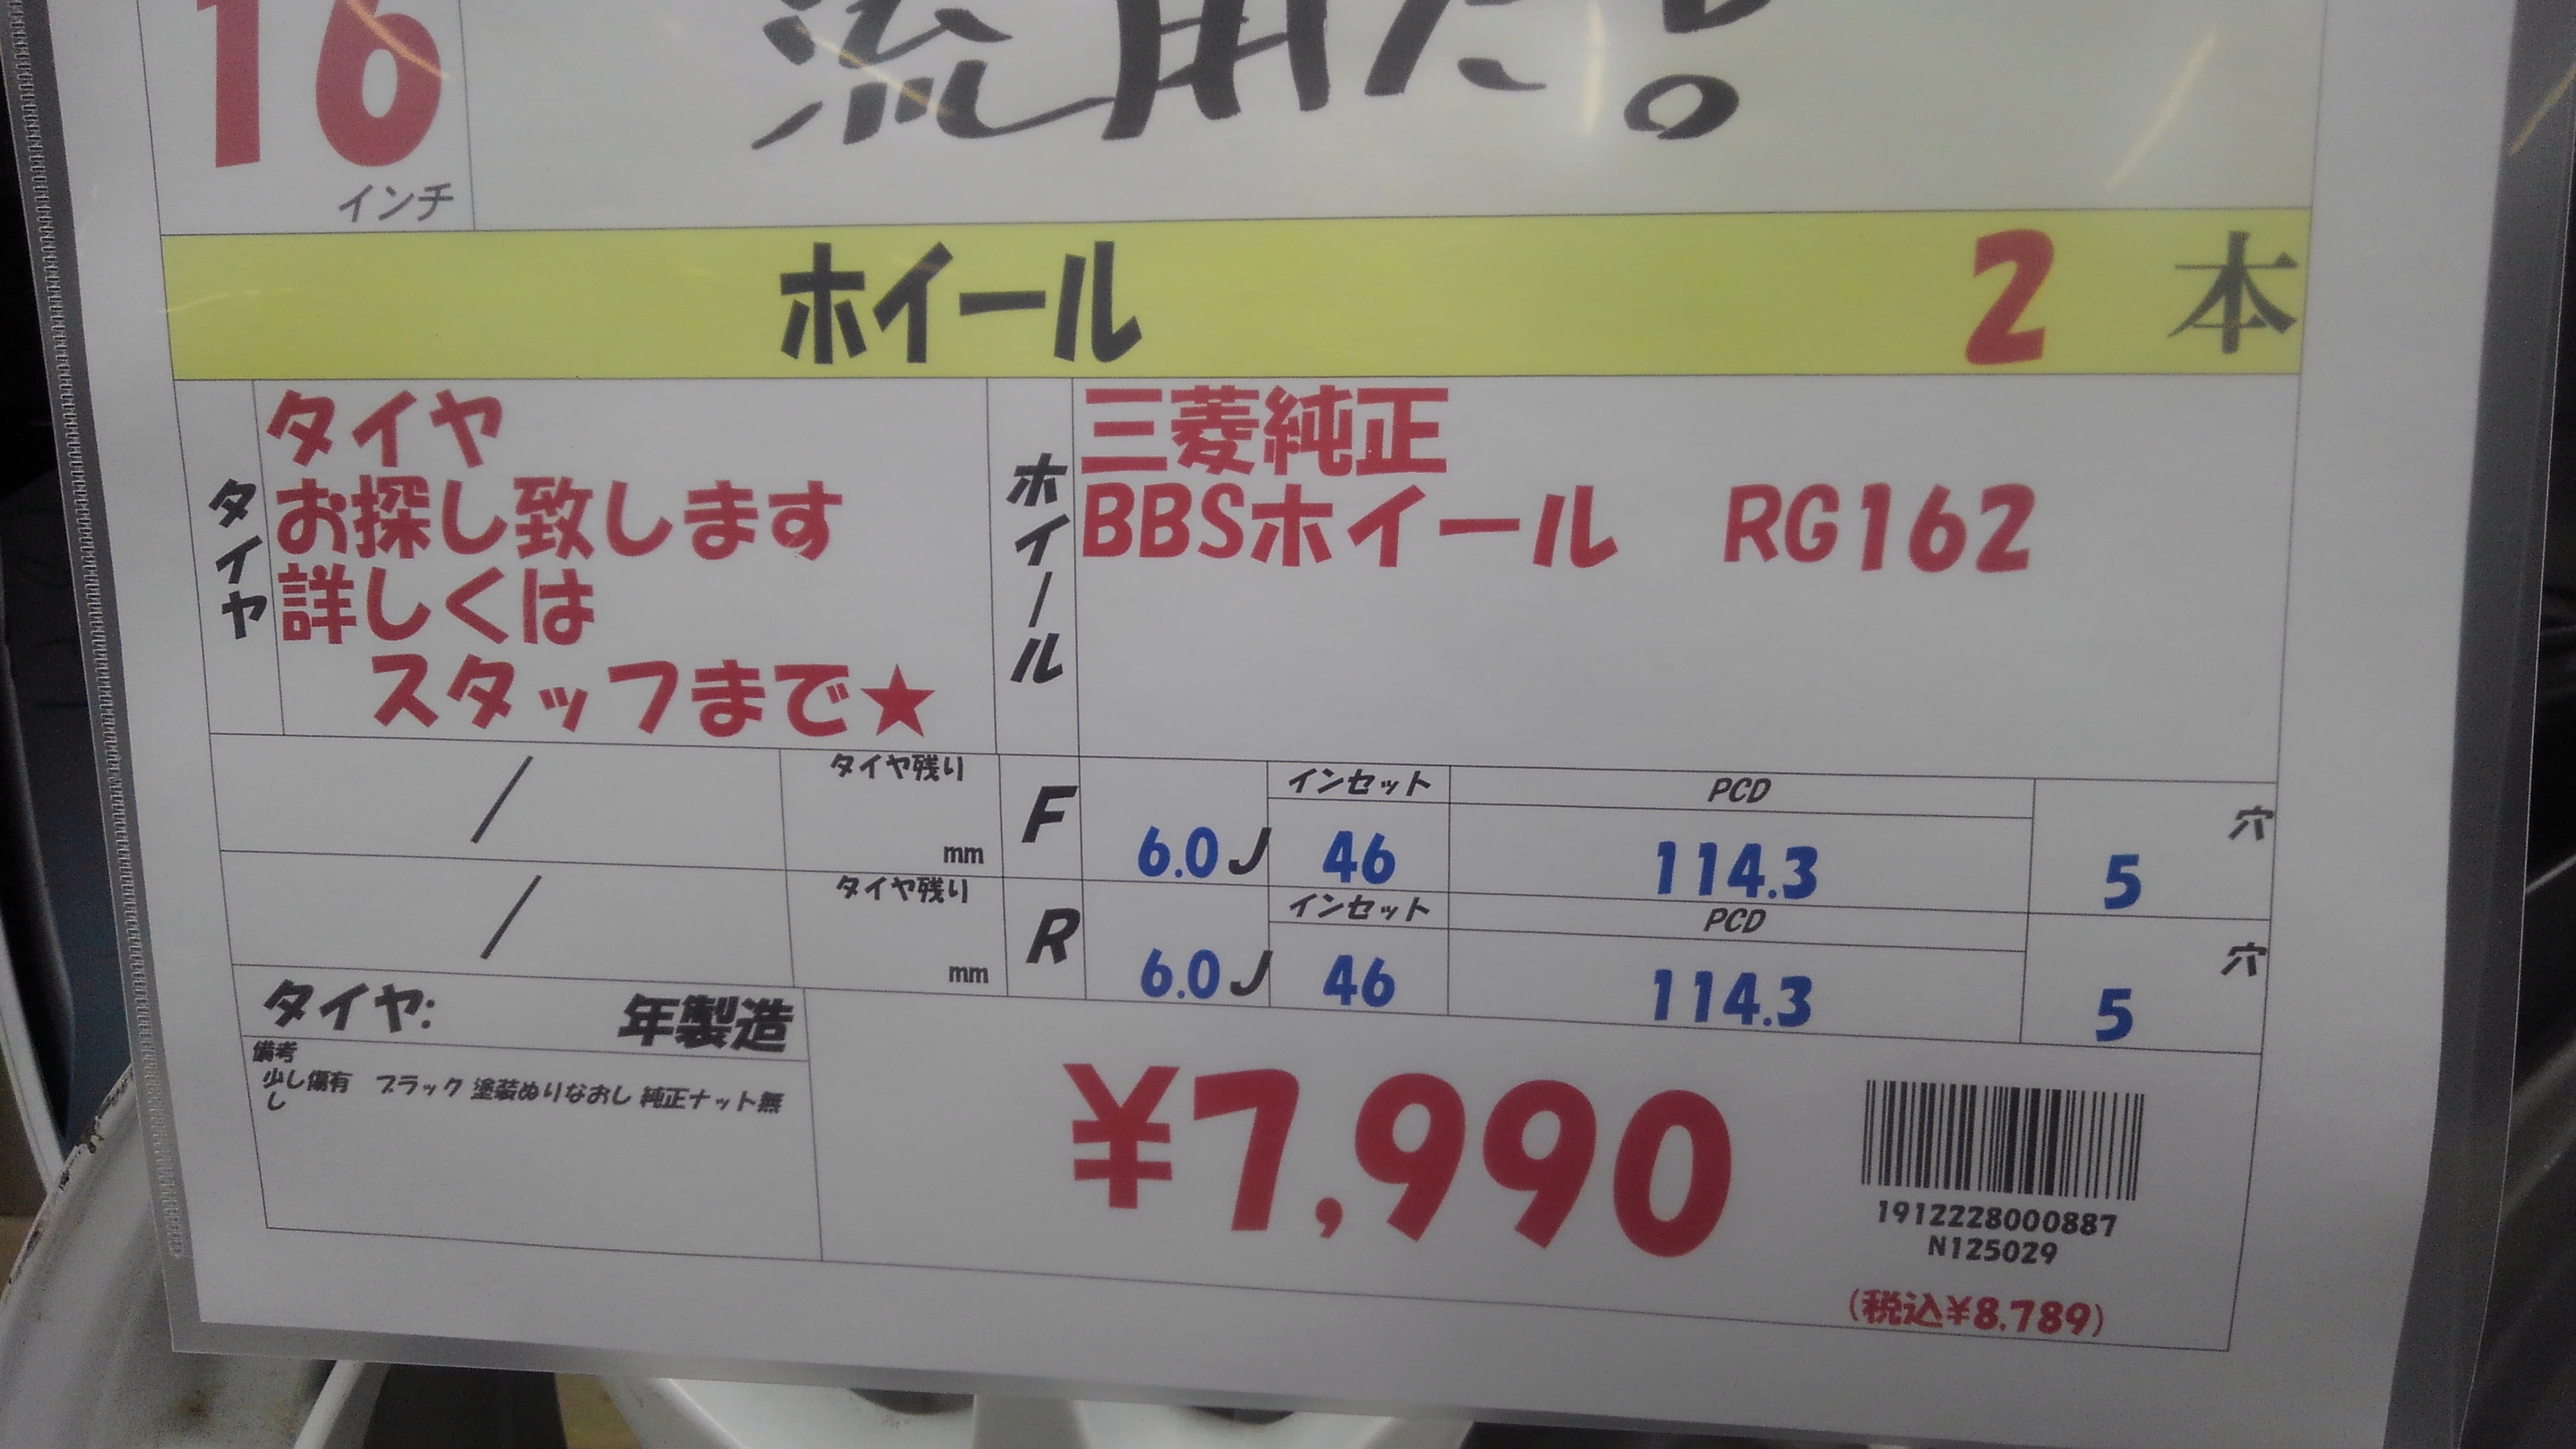 16
インチ
流用だ!
ホイール 2 本
タイヤ
タイヤ
お探し致します
詳しくは
スタッフまで★
ホイール
三菱純正
BBSホイール RG162
/ タイヤ残り mm
F 6.0J インセット 46 PCD 114.3 5 穴
/ タイヤ残り mm
R 6.0J インセット 46 PCD 114.3 5 穴
タイヤ: 年製造
備考
少し傷有 ブラック 塗装ぬりなおし 純正ナット無
し
¥7,990
1912228000887
N125029
(税込¥8,789)